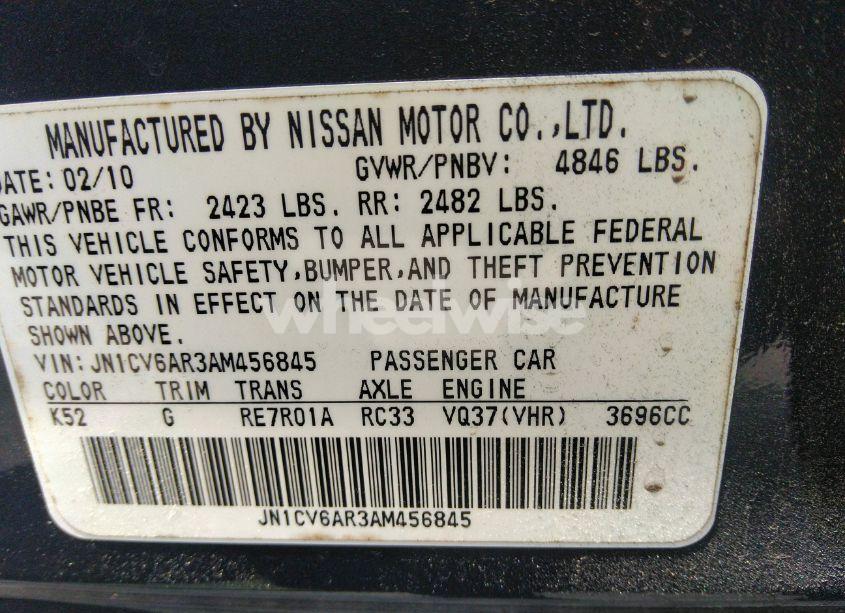 MANUFACTURED BY NISSAN MOTOR CO.,LTD.
DATE: 02/10 GVWR/PNBV: 4846 LBS.
GAWR/PNBE FR: 2423 LBS. RR: 2482 LBS.
THIS VEHICLE CONFORMS TO ALL APPLICABLE FEDERAL
MOTOR VEHICLE SAFETY,BUMPER,AND THEFT PREVENTION
STANDARDS IN EFFECT ON THE DATE OF MANUFACTURE
SHOWN ABOVE.
wheelwise
VIN:JN1CV6AR3AM456845 PASSENGER CAR
COLOR TRIM TRANS AXLE ENGINE
K52 G RE7R01A RC33 VQ37(VHR) 3696CC
JN1CV6AR3AM456845